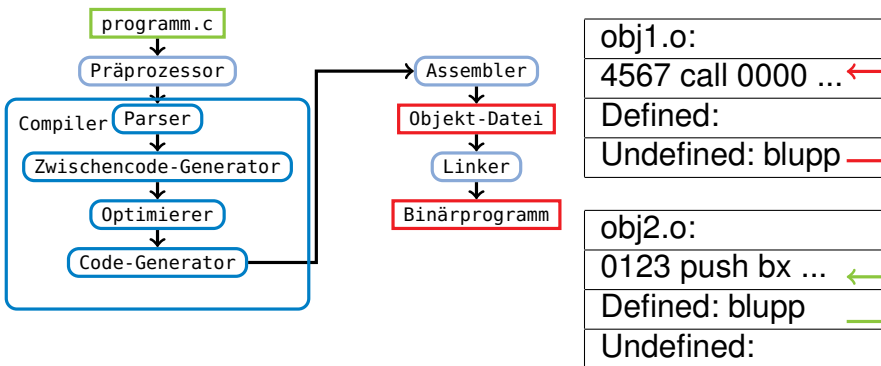 programm.c
Präprozessor
Compiler
Parser
Zwischencode-Generator
Optimierer
Code-Generator
Assembler
Objekt-Datei
Linker
Binärprogramm
obj1.o:
4567 call 0000 ...
Defined:
Undefined: blupp
obj2.o:
0123 push bx ...
Defined: blupp
Undefined: